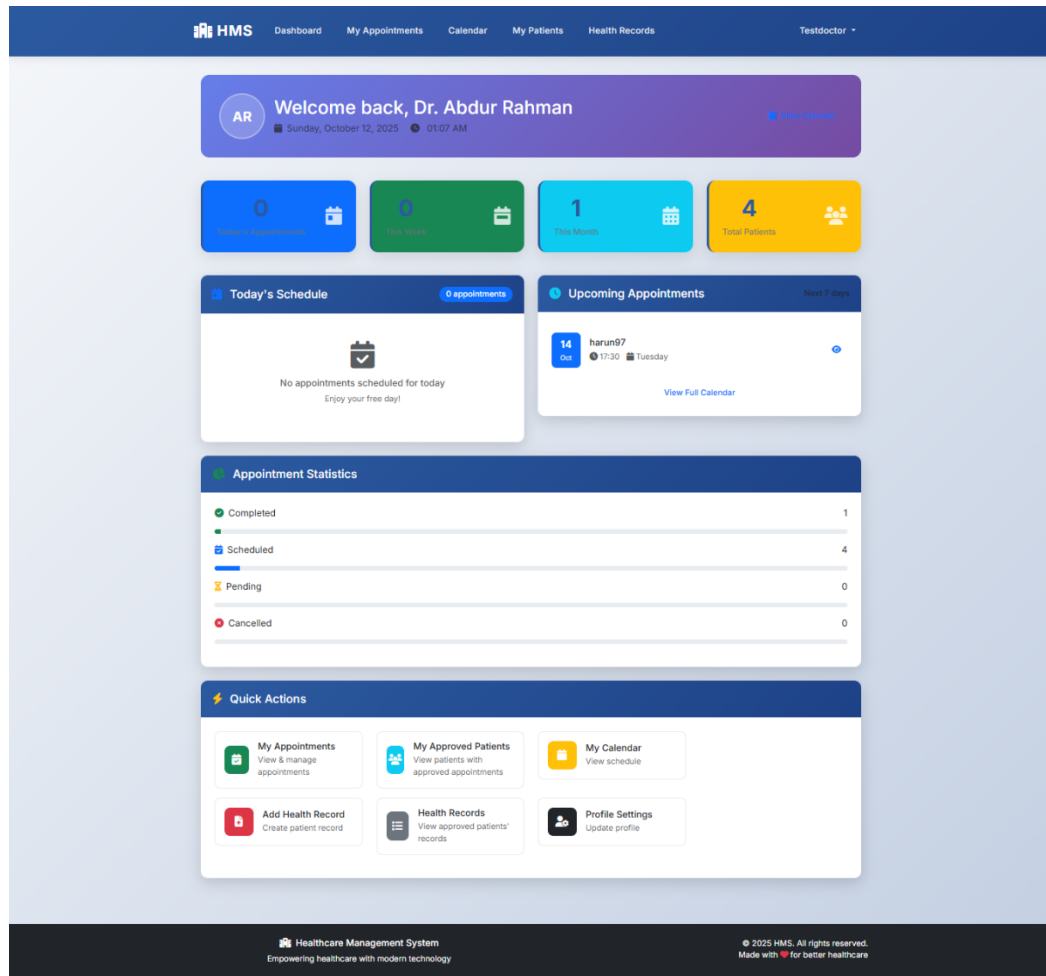 HMS
Dashboard
My Appointments
Calendar
My Patients
Health Records
Testdoctor
AR
Welcome back, Dr. Abdur Rahman
Sunday, October 12, 2025 01:07 AM
View Calendar
0
Today's Appointments
0
This Week
1
This Month
4
Total Patients
Today's Schedule
0 appointments
No appointments scheduled for today
Enjoy your free day!
Upcoming Appointments
Next 7 days
14
Oct
harun97
17:30 Tuesday
View Full Calendar
Appointment Statistics
Completed 1
Scheduled 4
Pending 0
Cancelled 0
Quick Actions
My Appointments
View & manage
appointments
My Approved Patients
View patients with
approved appointments
My Calendar
View schedule
Add Health Record
Create patient record
Health Records
View approved patients'
records
Profile Settings
Update profile
Healthcare Management System
Empowering healthcare with modern technology
© 2025 HMS. All rights reserved.
Made with ❤ for better healthcare